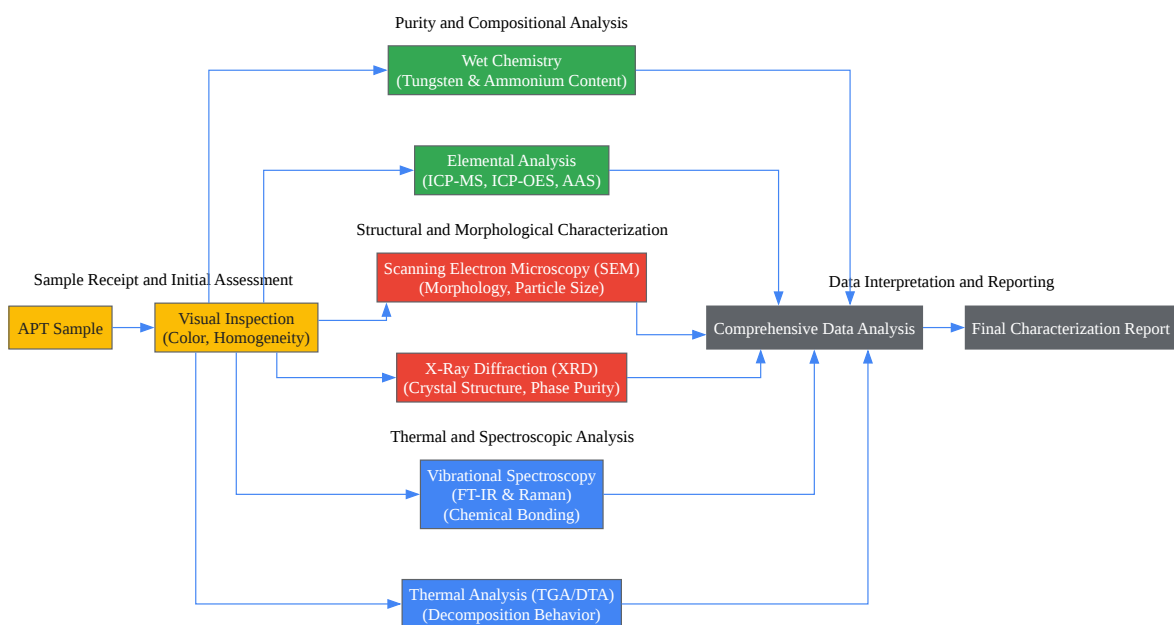 Purity and Compositional Analysis
Wet Chemistry
(Tungsten & Ammonium Content)
Elemental Analysis
(ICP-MS, ICP-OES, AAS)
Structural and Morphological Characterization
Sample Receipt and Initial Assessment
APT Sample
Visual Inspection
(Color, Homogeneity)
Scanning Electron Microscopy (SEM)
(Morphology, Particle Size)
X-Ray Diffraction (XRD)
(Crystal Structure, Phase Purity)
Thermal and Spectroscopic Analysis
Vibrational Spectroscopy
(FT-IR & Raman)
(Chemical Bonding)
Thermal Analysis (TGA/DTA)
(Decomposition Behavior)
Data Interpretation and Reporting
Comprehensive Data Analysis
Final Characterization Report